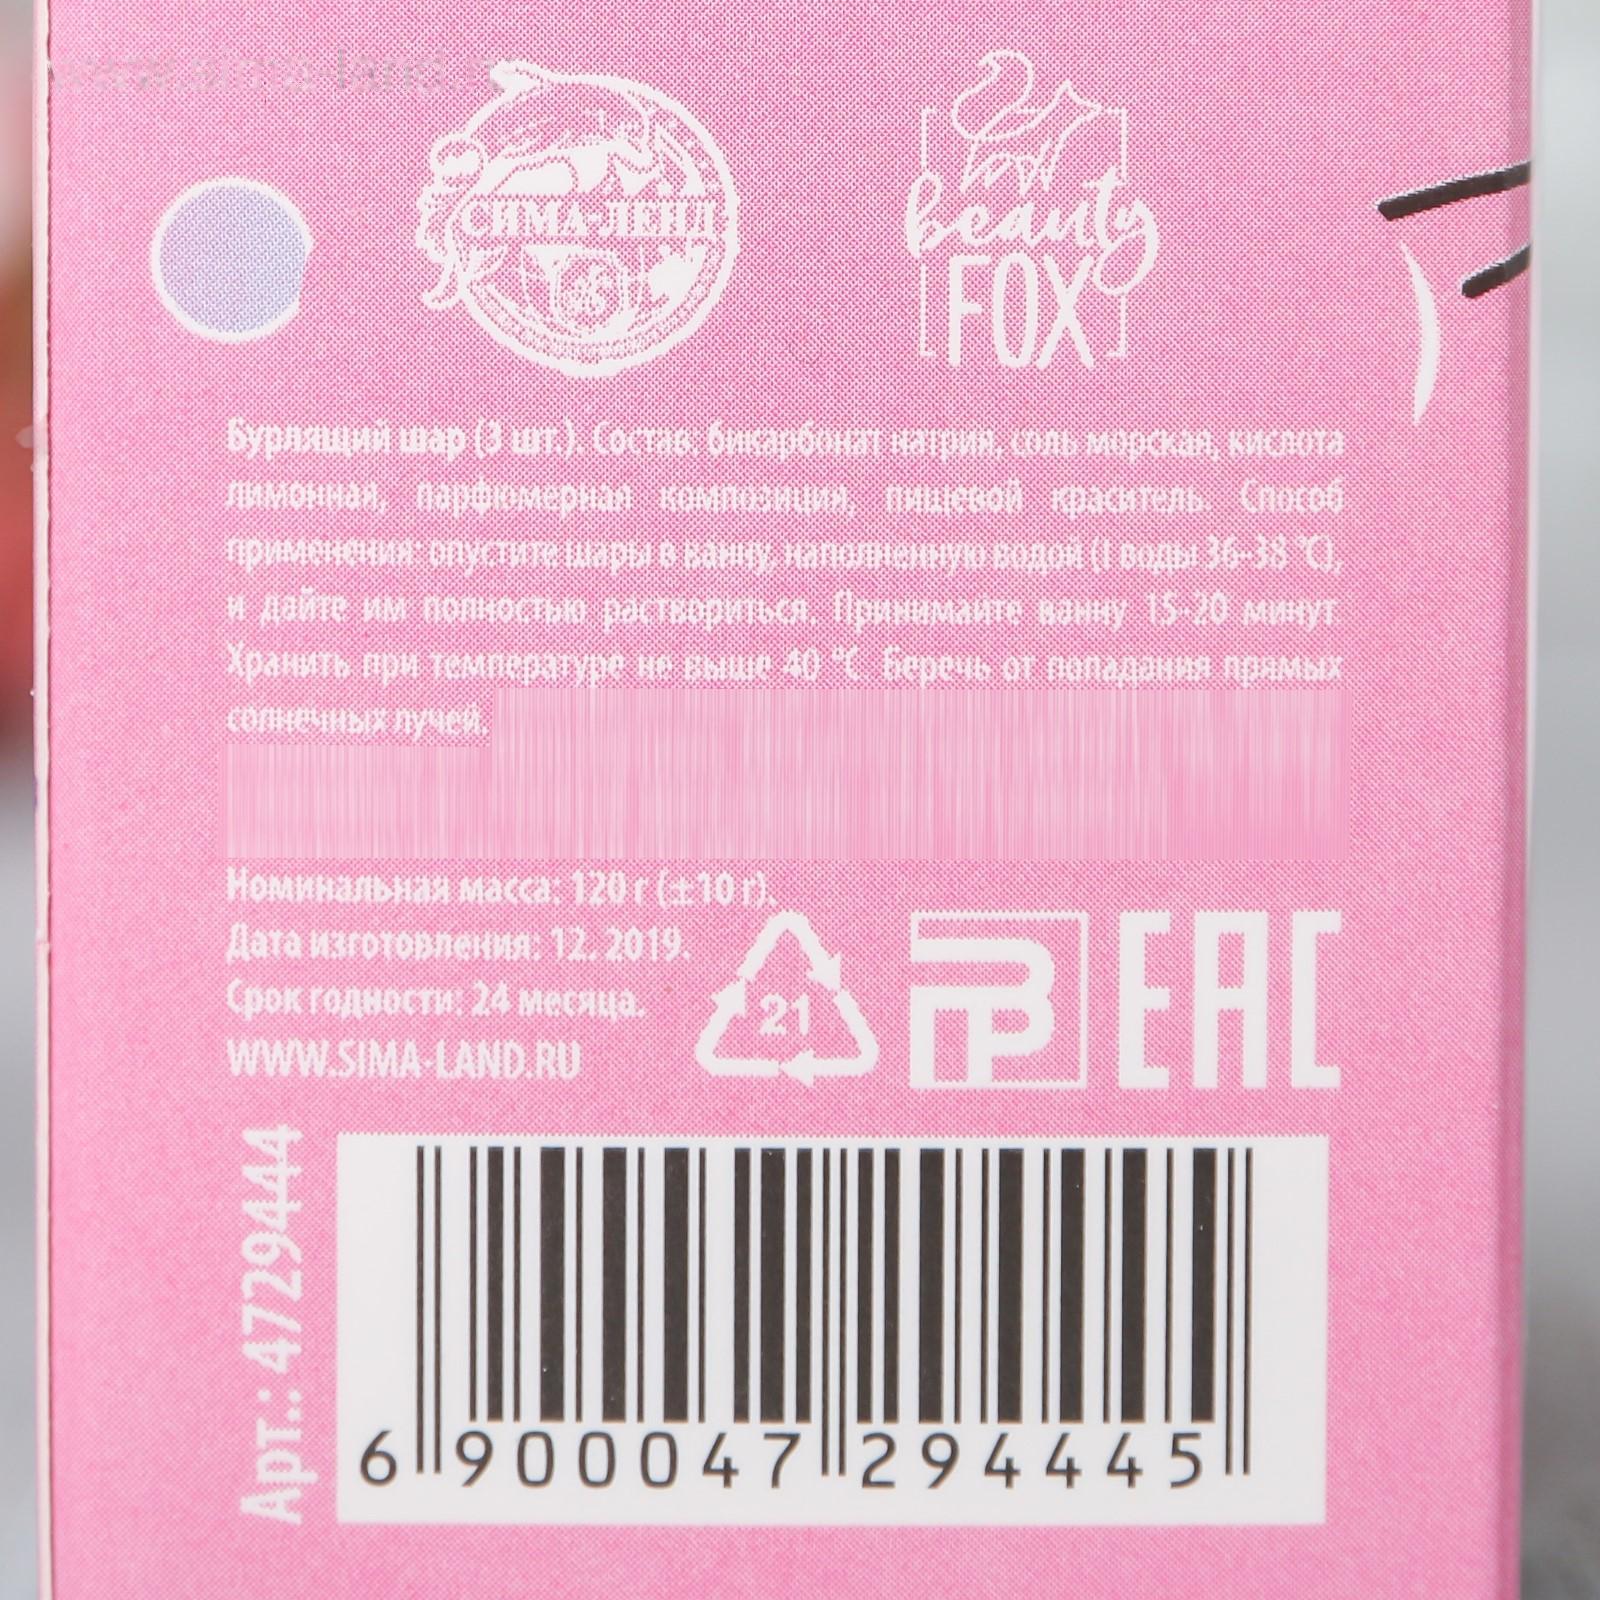 www.sima-land.ru
СИМА-ЛЕНД
beauty
FOX
Бурлящий шар (3 шт.). Состав: бикарбонат натрия, соль морская, кислота
лимонная, парфюмерная композиция, пищевой краситель. Способ
применения: опустите шары в ванну, наполненную водой (t воды 36-38 °C),
и дайте им полностью раствориться. Принимайте ванну 15-20 минут.
Хранить при температуре не выше 40 °C. Беречь от попадания прямых
солнечных лучей.
Номинальная масса: 120 г (±10 г).
Дата изготовления: 12. 2019.
Срок годности: 24 месяца.
WWW.SIMA-LAND.RU
21
EAC
Арт.: 4729444
6 900047 294445